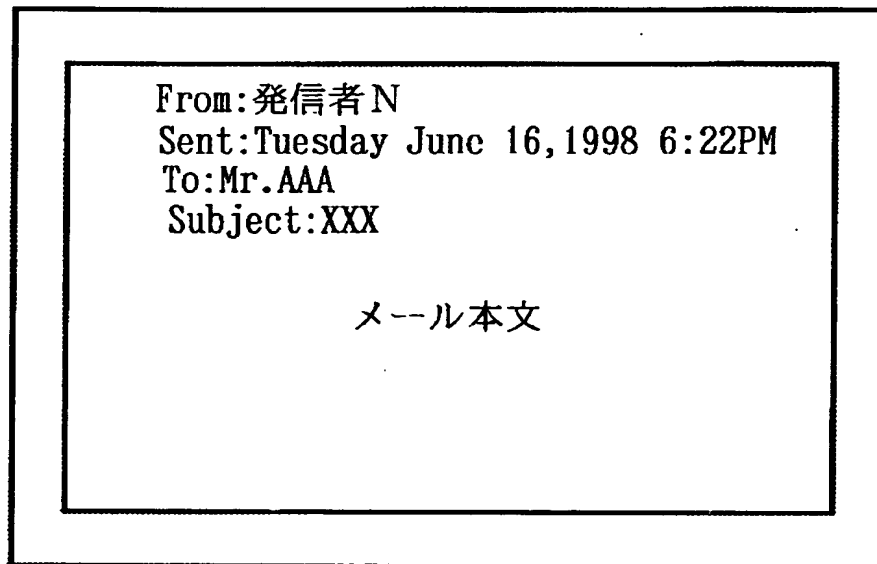 From:発信者N
Sent:Tuesday June 16,1998 6:22PM
To:Mr.AAA
Subject:XXX
メール本文